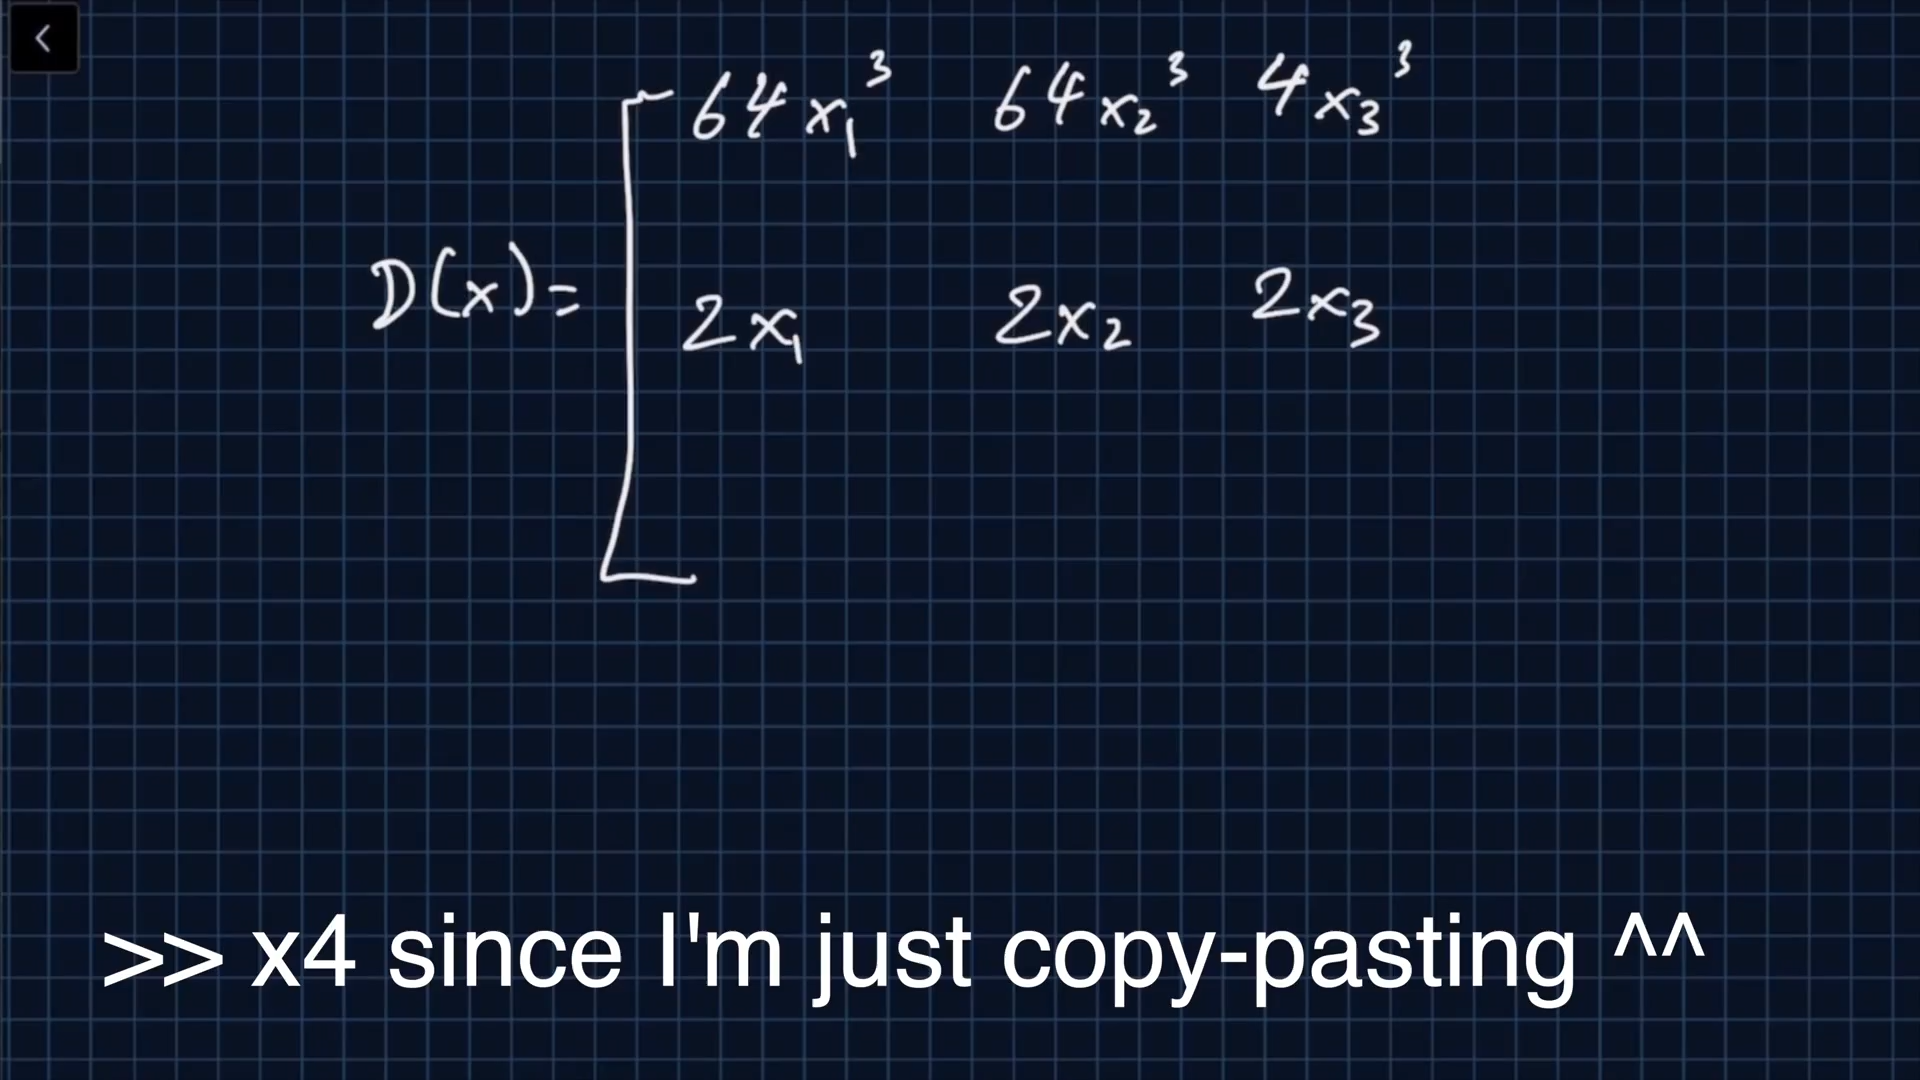 64x₁³ 64x₂³ 4x₃³
D(x)= 2x₁ 2x₂ 2x₃
>> x4 since I'm just copy-pasting ^^